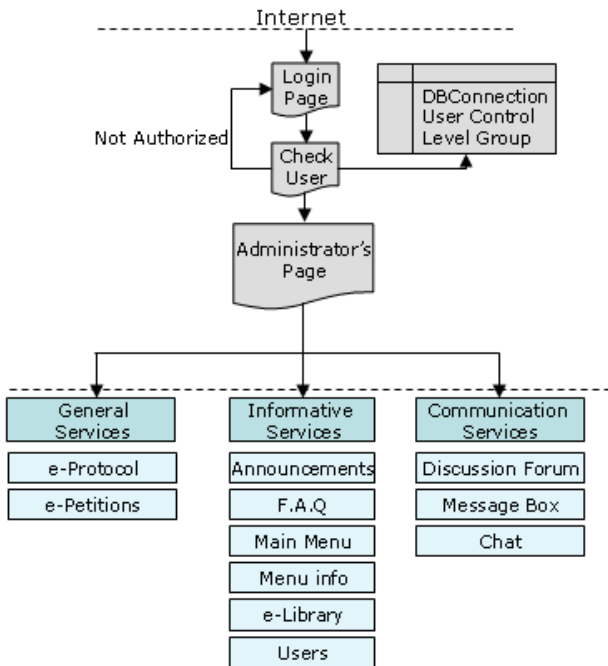 Internet
Login
Page
DBConnection
User Control
Level Group
Not Authorized
Check
User
Administrator's
Page
General
Services
e-Protocol
e-Petitions
Informative
Services
Announcements
F.A.Q
Main Menu
Menu info
e-Library
Users
Communication
Services
Discussion Forum
Message Box
Chat